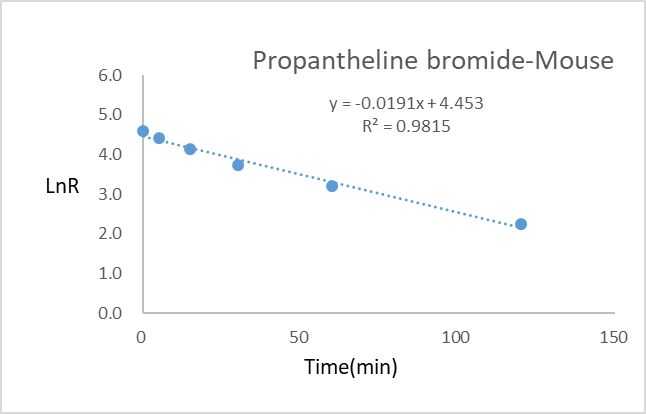 Propantheline bromide-Mouse
y = -0.0191x + 4.453
R² = 0.9815
6.0
5.0
4.0
3.0
2.0
1.0
0.0
LnR
0 50 100 150
Time(min)